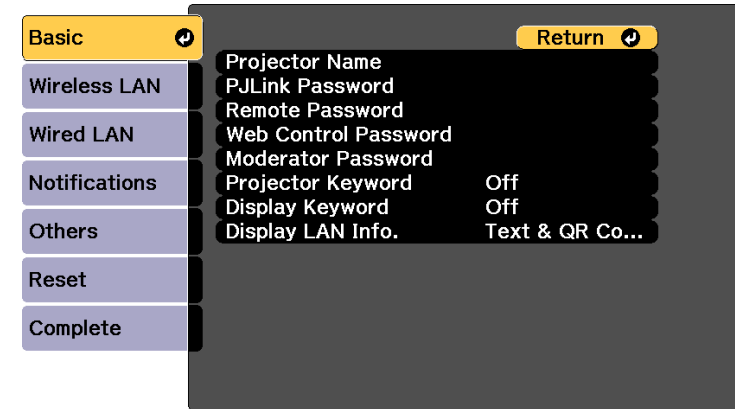 Basic
Wireless LAN
Wired LAN
Notifications
Others
Reset
Complete
Return
Projector Name
PJLink Password
Remote Password
Web Control Password
Moderator Password
Projector Keyword Off
Display Keyword Off
Display LAN Info. Text & QR Co...